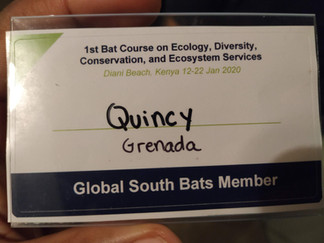 1st Bat Course on Ecology, Diversity,
Conservation, and Ecosystem Services
Diani Beach, Kenya 12-22 Jan 2020
Quincy
Grenada
Global South Bats Member